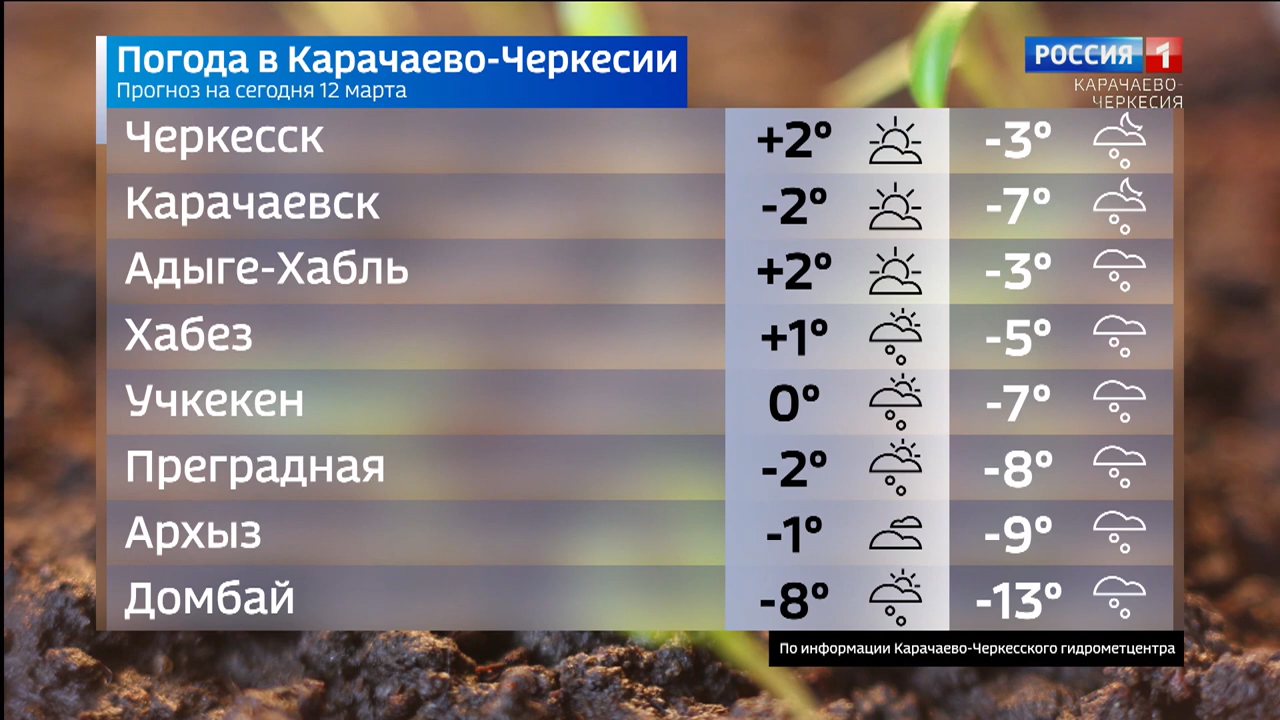 Погода в Карачаево-Черкесии
Прогноз на сегодня 12 марта
РОССИЯ 1
КАРАЧАЕВО-
ЧЕРКЕСИЯ
Черкесск +2° -3°
Карачаевск -2° -7°
Адыге-Хабль +2° -3°
Хабез +1° -5°
Учкекен 0° -7°
Преградная -2° -8°
Архыз -1° -9°
Домбай -8° -13°
По информации Карачаево-Черкесского гидрометцентра